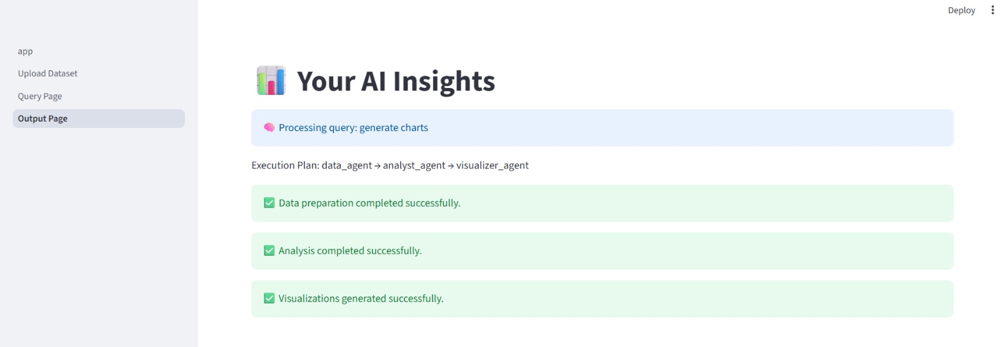 Deploy
app
Upload Dataset
Query Page
Output Page
Your AI Insights
Processing query: generate charts
Execution Plan: data_agent → analyst_agent → visualizer_agent
Data preparation completed successfully.
Analysis completed successfully.
Visualizations generated successfully.